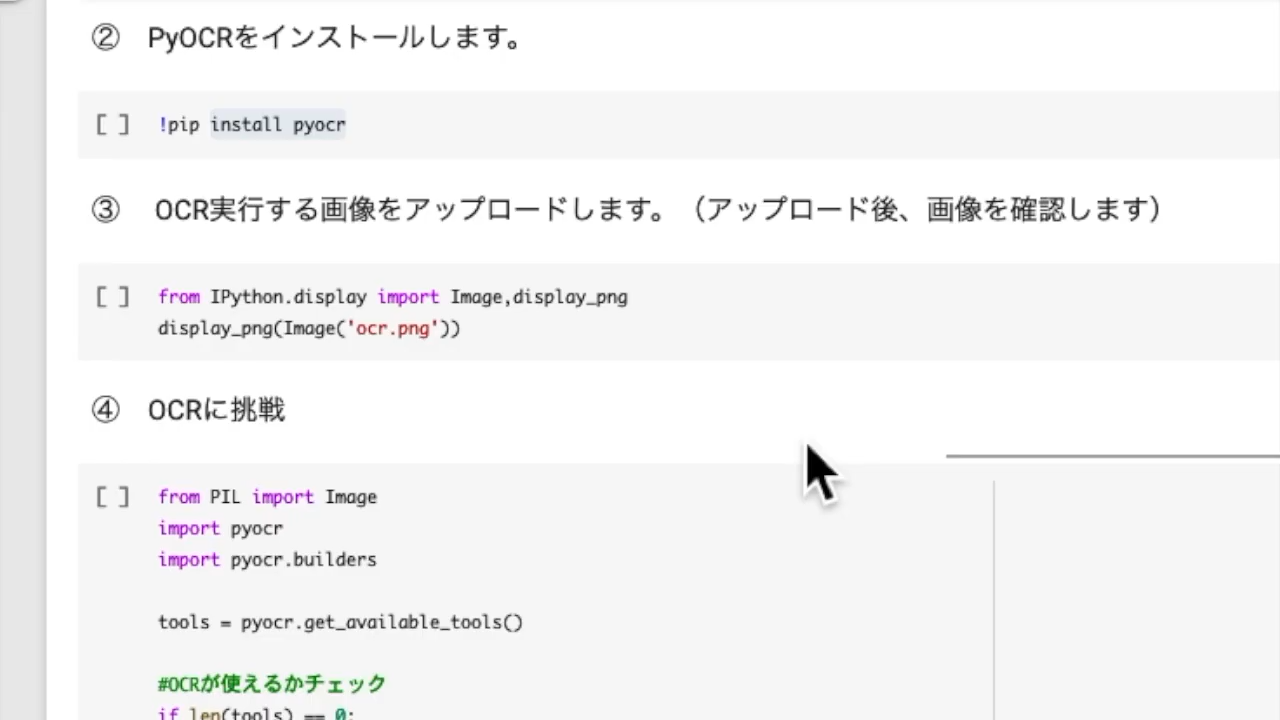 ② PyOCRをインストールします。
[ ] !pip install pyocr
③ OCR実行する画像をアップロードします。（アップロード後、画像を確認します）
[ ] from IPython.display import Image,display_png
display_png(Image('ocr.png'))
④ OCRに挑戦
[ ] from PIL import Image
import pyocr
import pyocr.builders
tools = pyocr.get_available_tools()
#OCRが使えるかチェック
if len(tools) == 0: